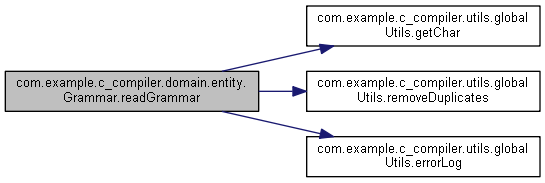 com.example.c_compiler.domain.entity.
Grammar.readGrammar
com.example.c_compiler.utils.global
Utils.getChar
com.example.c_compiler.utils.global
Utils.removeDuplicates
com.example.c_compiler.utils.global
Utils.errorLog